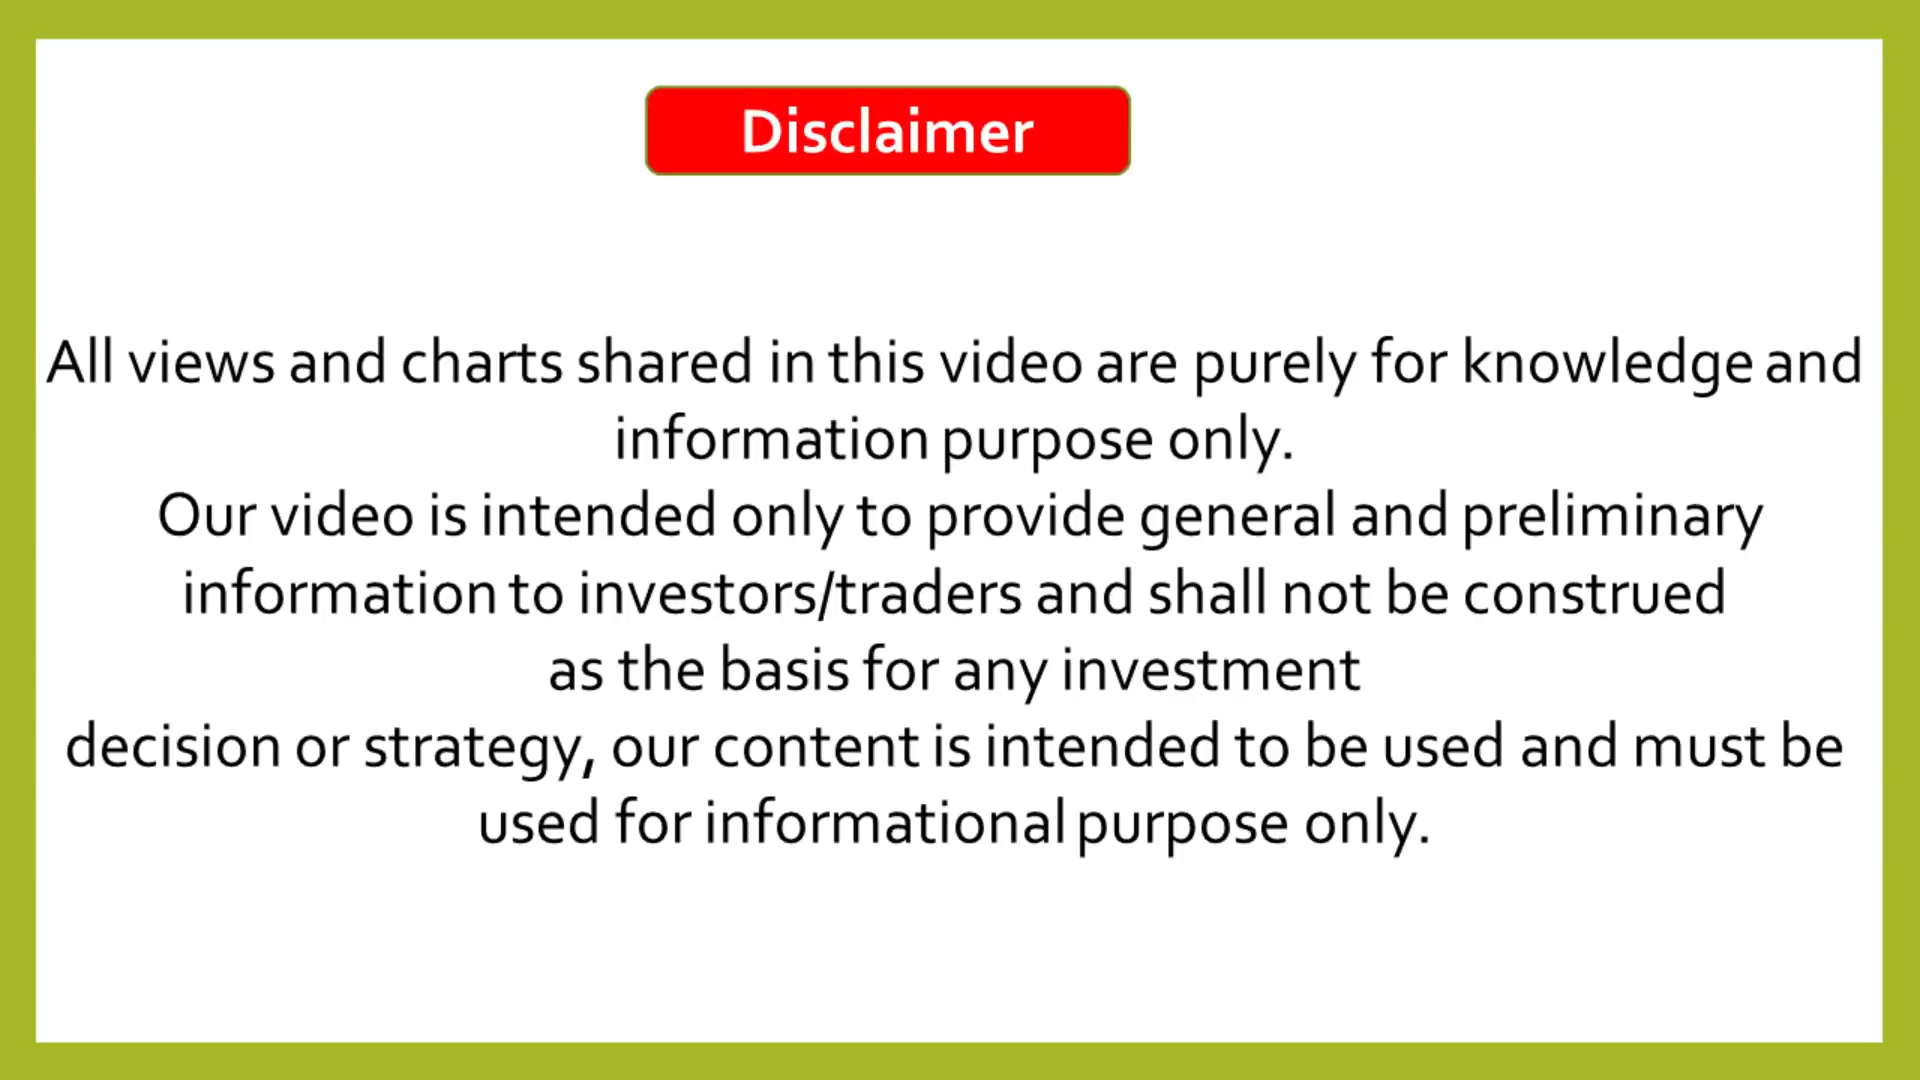 Disclaimer
All views and charts shared in this video are purely for knowledge and
information purpose only.
Our video is intended only to provide general and preliminary
information to investors/traders and shall not be construed
as the basis for any investment
decision or strategy, our content is intended to be used and must be
used for informational purpose only.